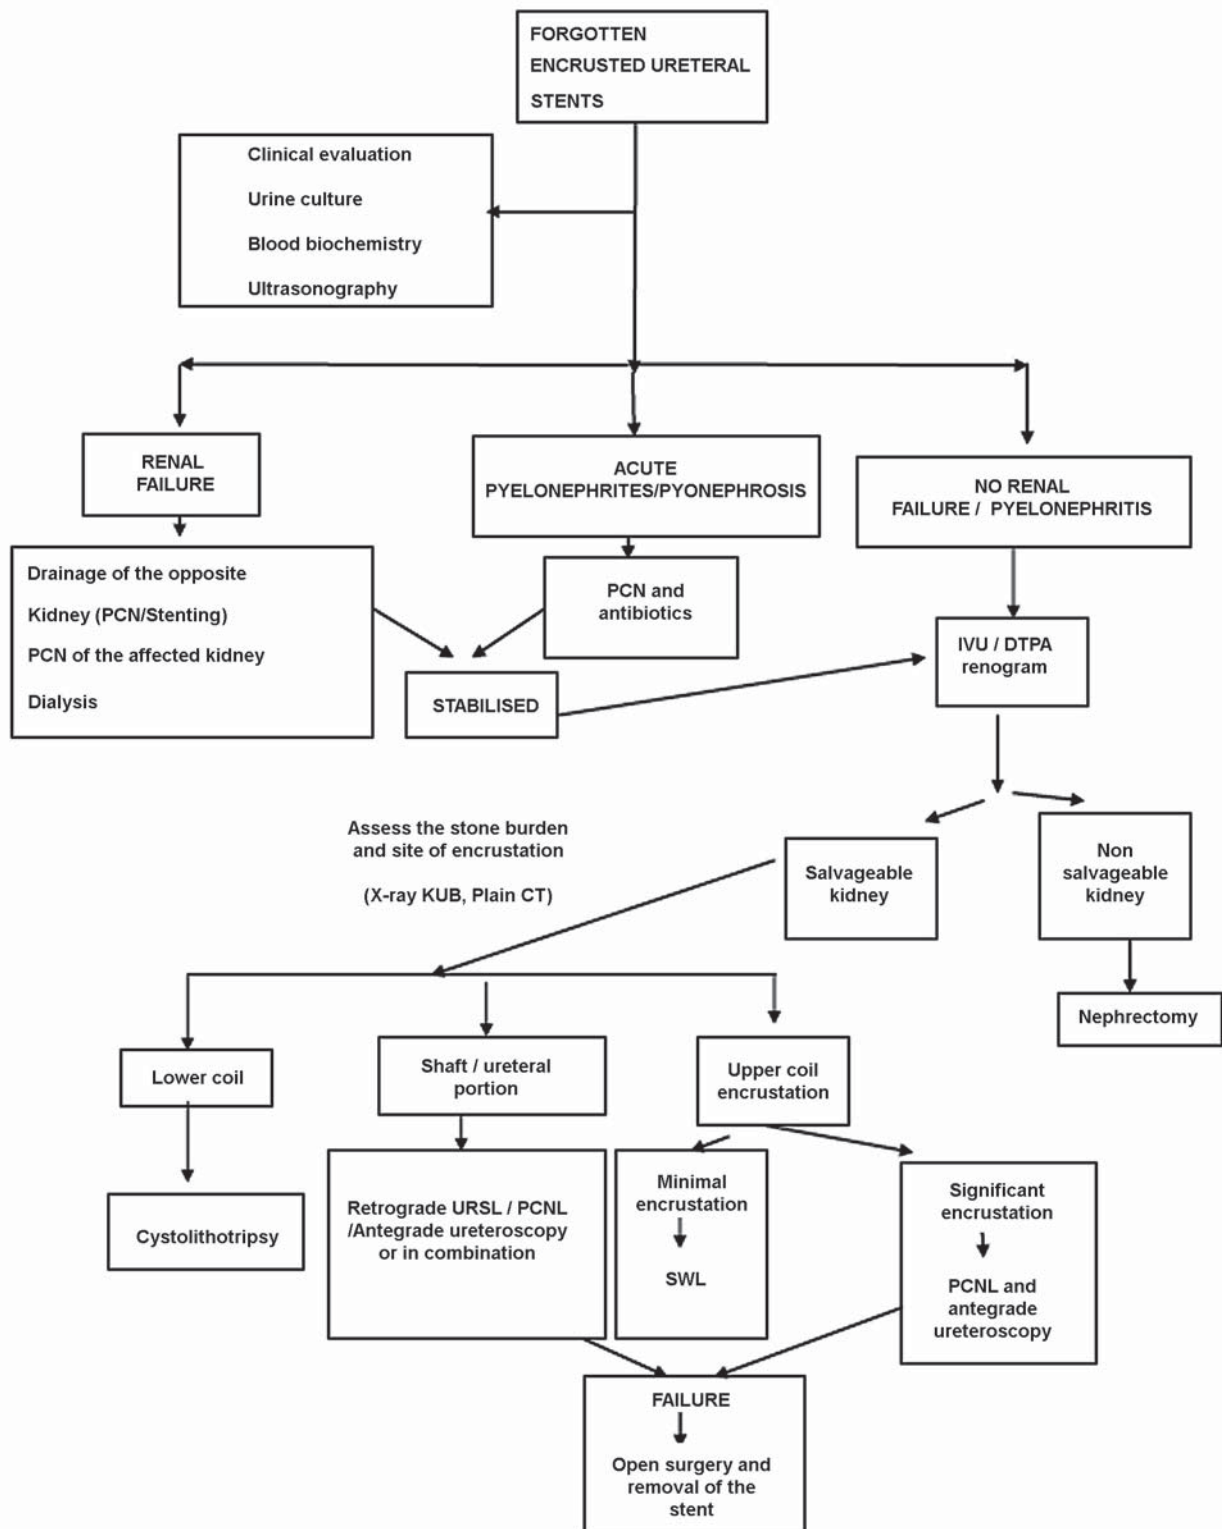 FORGOTTEN
ENCRUSTED URETERAL
STENTS
Clinical evaluation
Urine culture
Blood biochemistry
Ultrasonography
RENAL
FAILURE
ACUTE
PYELONEPHRITES/PYONEPHROSIS
NO RENAL
FAILURE / PYELONEPHRITIS
Drainage of the opposite
Kidney (PCN/Stenting)
PCN of the affected kidney
Dialysis
PCN and
antibiotics
STABILISED
IVU / DTPA
renogram
Assess the stone burden
and site of encrustation
(X-ray KUB, Plain CT)
Salvageable
kidney
Non
salvageable
kidney
Nephrectomy
Lower coil
Shaft / ureteral
portion
Upper coil
encrustation
Cystolithotripsy
Retrograde URSL / PCNL
/Antegrade ureteroscopy
or in combination
Minimal
encrustation
SWL
Significant
encrustation
PCNL and
antegrade
ureteroscopy
FAILURE
Open surgery and
removal of the
stent